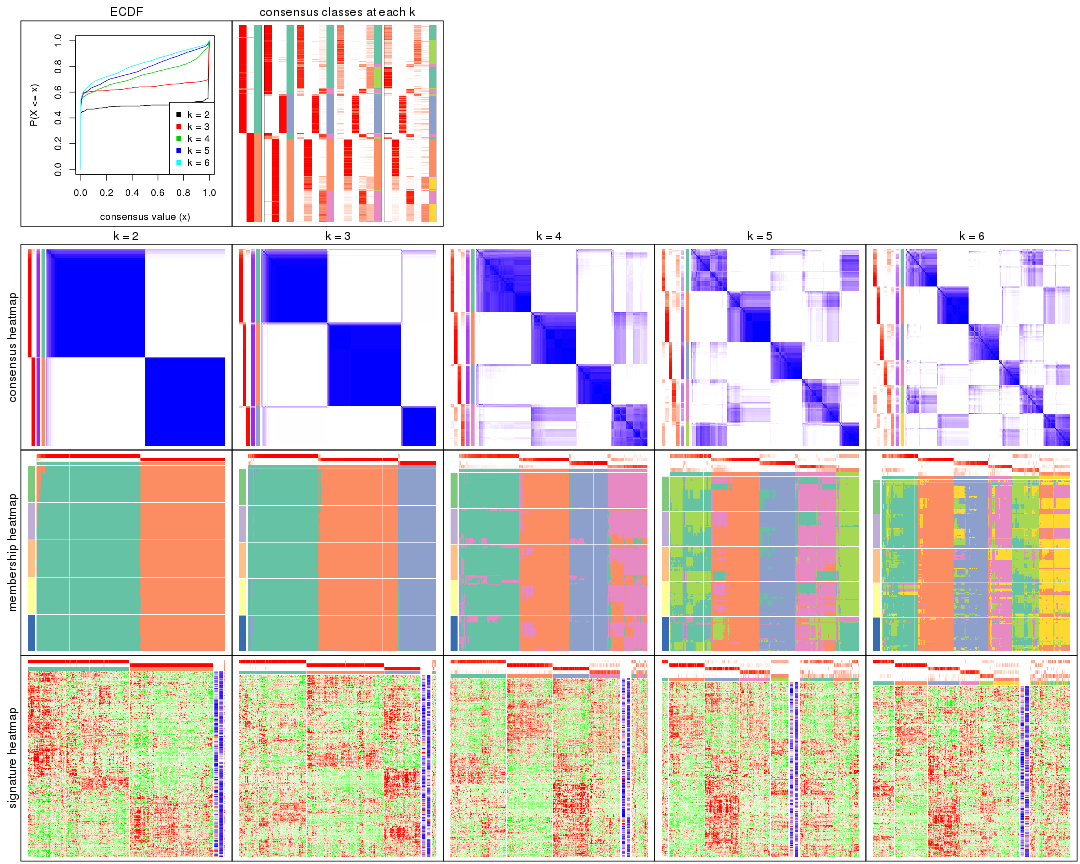 ECDF
consensus classes at each k
P(X <= x)
0.0 0.2 0.4 0.6 0.8 1.0
k = 2
k = 3
k = 4
k = 5
k = 6
0.0 0.2 0.4 0.6 0.8 1.0
consensus value (x)
k = 2
k = 3
k = 4
k = 5
k = 6
consensus heatmap
membership heatmap
signature heatmap